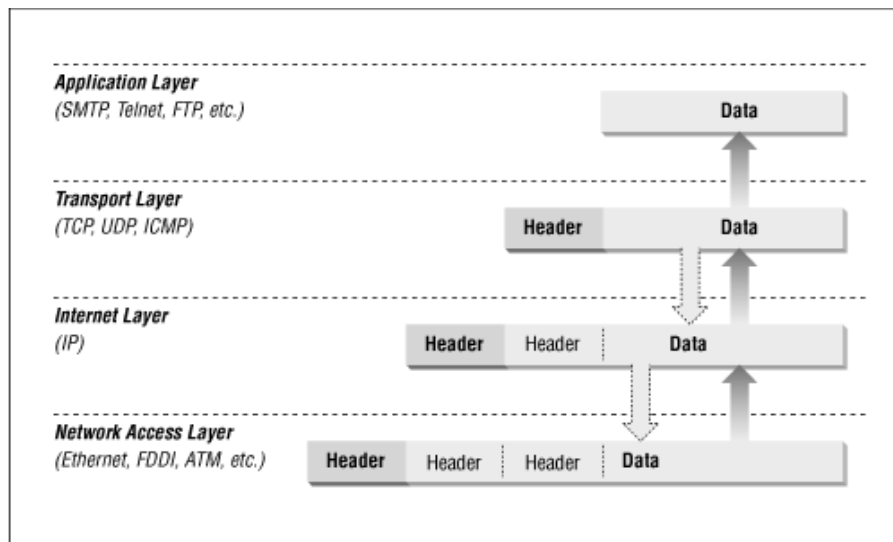 Application Layer
(SMTP, Telnet, FTP, etc.)
Data
Transport Layer
(TCP, UDP, ICMP)
Header Data
Internet Layer
(IP)
Header Header Data
Network Access Layer
(Ethernet, FDDI, ATM, etc.)
Header Header Header Data